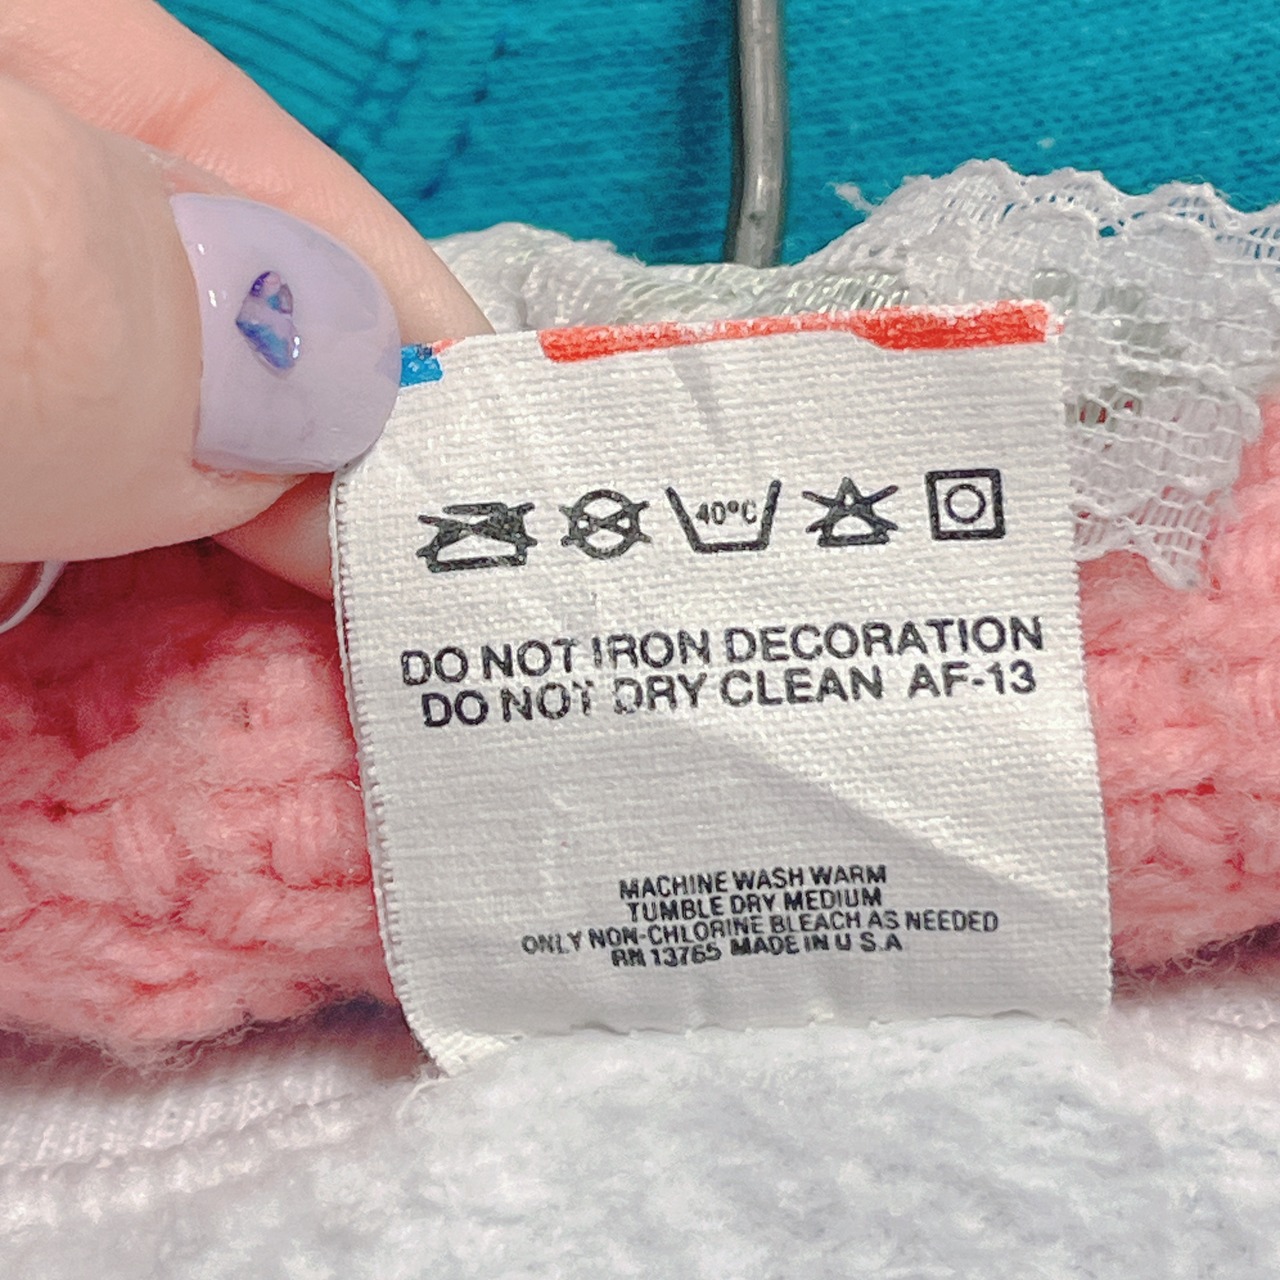 40°C
DO NOT IRON DECORATION
DO NOT DRY CLEAN AF-13
MACHINE WASH WARM
TUMBLE DRY MEDIUM
ONLY NON-CHLORINE BLEACH AS NEEDED
RN 13765 MADE IN U S.A